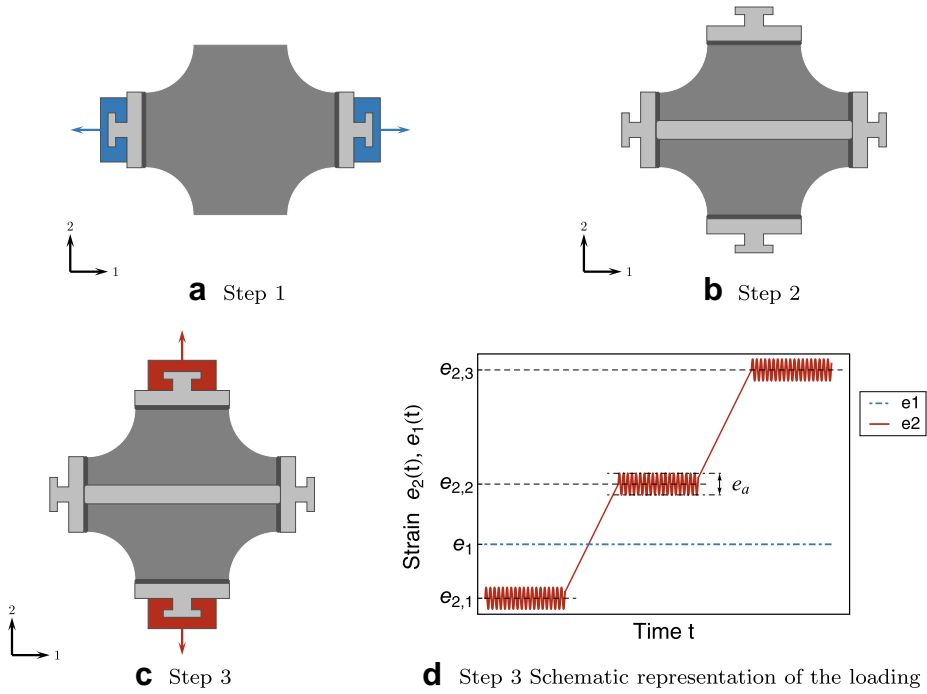 2
1
a Step 1
2
1
b Step 2
2
1
c Step 3
Strain e2(t), e1(t)
e2,3
e2,2
e1
e2,1
ea
e1
e2
Time t
d Step 3 Schematic representation of the loading